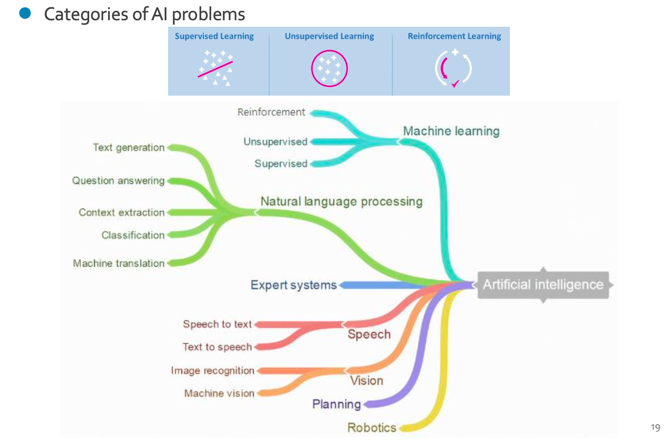 Categories of AI problems
Supervised Learning
Unsupervised Learning
Reinforcement Learning
Reinforcement
Machine learning
Unsupervised
Supervised
Text generation
Question answering
Natural language processing
Context extraction
Classification
Machine translation
Expert systems
Artificial intelligence
Speech to text
Speech
Text to speech
Image recognition
Vision
Machine vision
Planning
Robotics
19